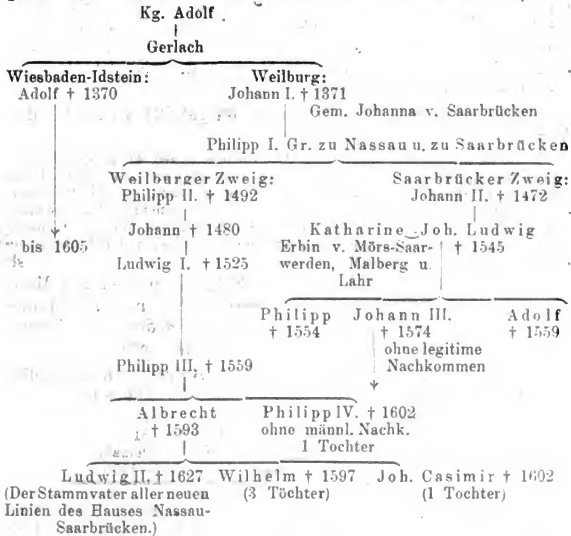 Kg. Adolf
Gerlach
Wiesbaden-Idstein: Weilburg:
Adolf † 1370 Johann I. † 1371
Gem. Johanna v. Saarbrücken
Philipp I. Gr. zu Nassau u. zu Saarbrücken
Weilburger Zweig: Saarbrücker Zweig:
Philipp II. † 1492 Johann II. † 1472
Johann † 1480 Katharine Joh. Ludwig
bis 1605 Erbin v. Mörs-Saar- † 1545
Ludwig I. † 1525 werden, Malberg u.
Lahr
Philipp Johann III. Adolf
† 1554 † 1574 † 1559
ohne legitime
Philipp III. † 1559 Nachkommen
Albrecht Philipp IV. † 1602
† 1593 ohne männl. Nachk.
1 Tochter
Ludwig II. † 1627 Wilhelm † 1597 Joh. Casimir † 1602
(Der Stammvater aller neuen (3 Töchter) (1 Tochter)
Linien des Hauses Nassau-
Saarbrücken.)